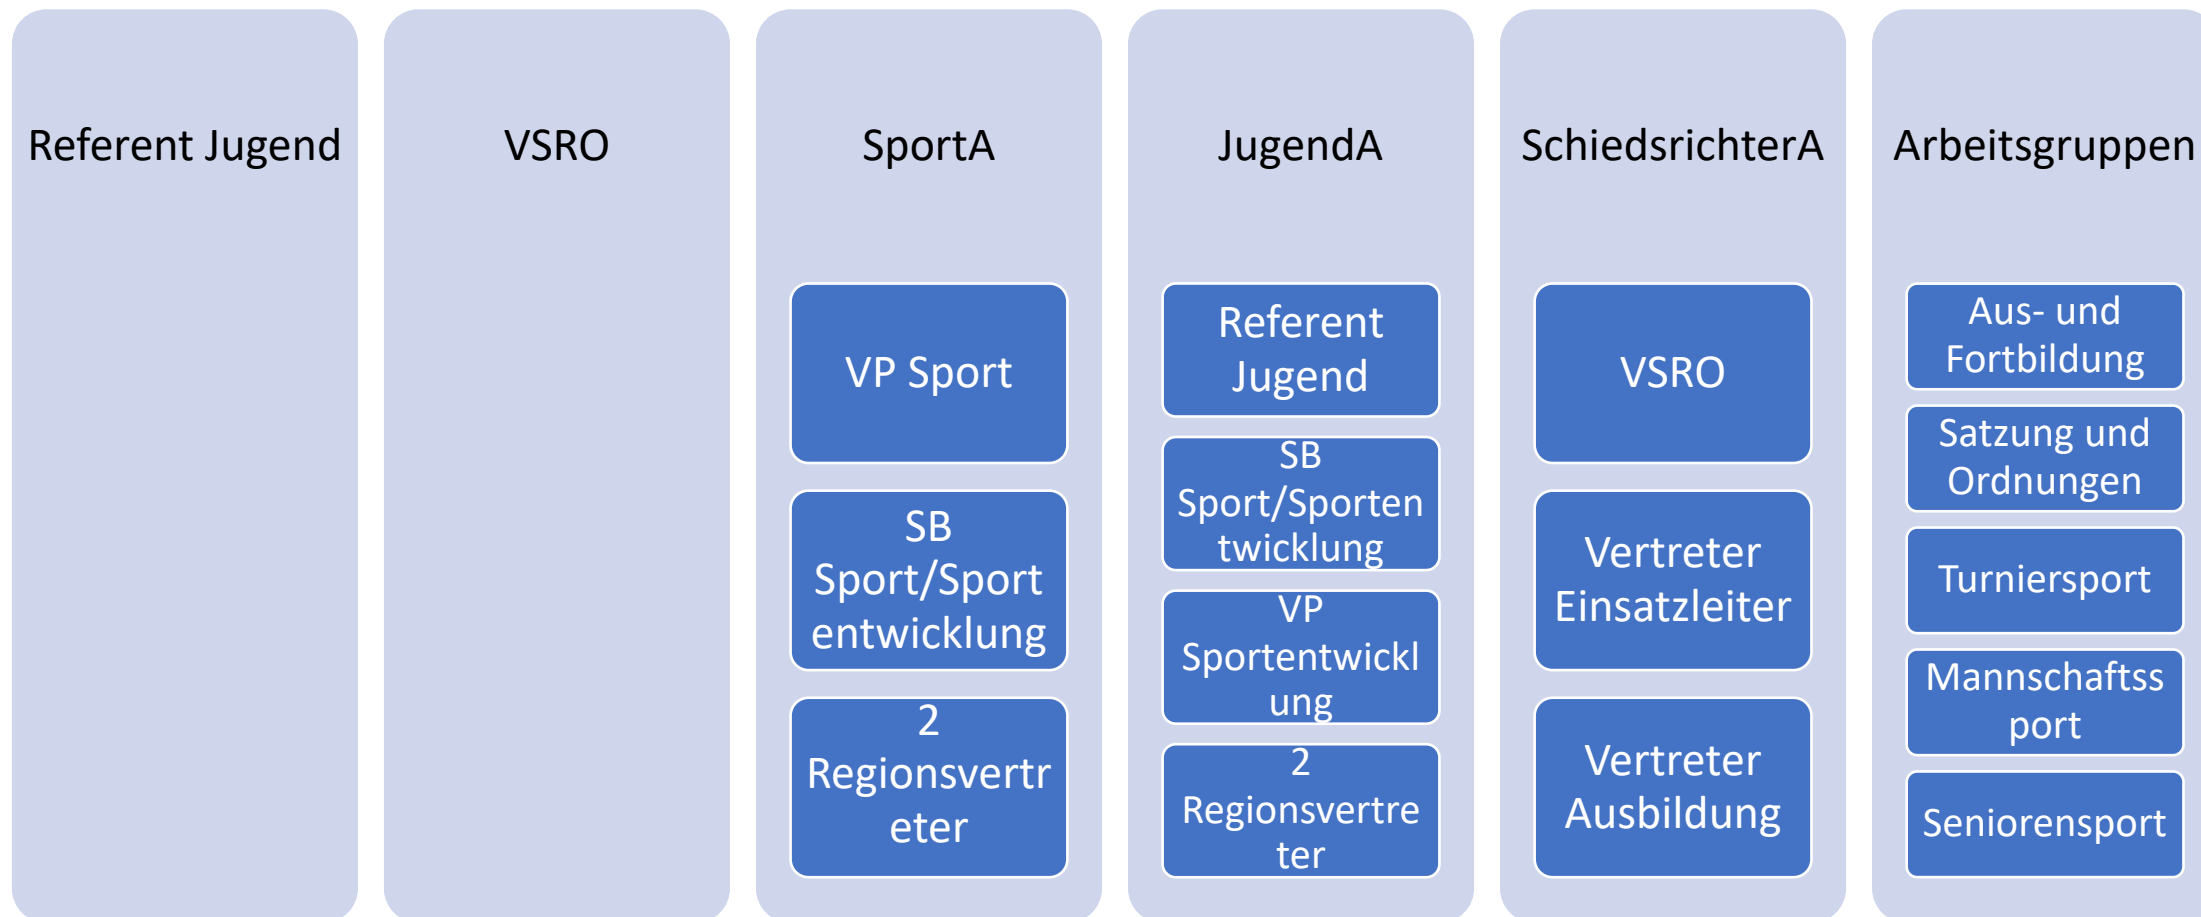 Referent Jugend
VSRO
SportA
JugendA
SchiedsrichterA
Arbeitsgruppen
VP Sport
SB
Sport/Sport
entwicklung
2
Regionsvertr
eter
Referent
Jugend
SB
Sport/Sporten
twicklung
VP
Sportentwickl
ung
2
Regionsvertre
ter
VSRO
Vertreter
Einsatzleiter
Vertreter
Ausbildung
Aus- und
Fortbildung
Satzung und
Ordnungen
Turniersport
Mannschaftss
port
Seniorensport